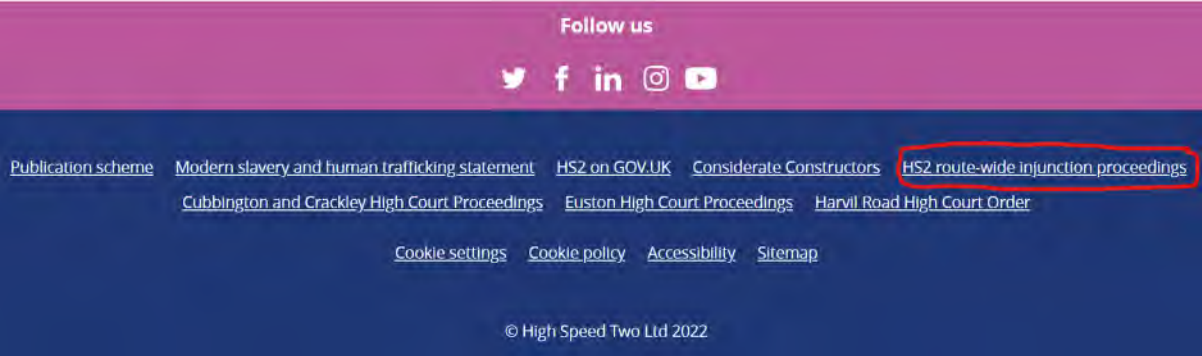 Follow us
Publication scheme Modern slavery and human trafficking statement HS2 on GOV.UK Considerate Constructors HS2 route-wide injunction proceedings
Cubbington and Crackley High Court Proceedings Euston High Court Proceedings Harvil Road High Court Order
Cookie settings Cookie policy Accessibility Sitemap
© High Speed Two Ltd 2022